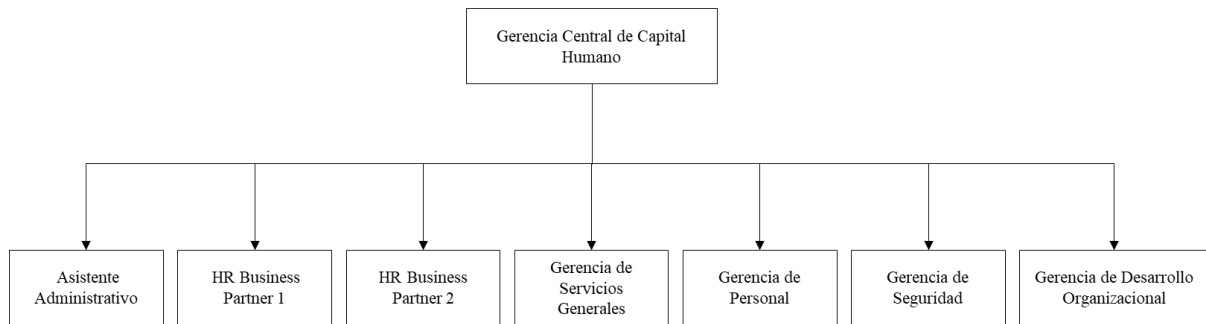 Gerencia Central de Capital
Humano
Asistente
Administrativo
HR Business
Partner 1
HR Business
Partner 2
Gerencia de
Servicios
Generales
Gerencia de
Personal
Gerencia de
Seguridad
Gerencia de Desarrollo
Organizacional